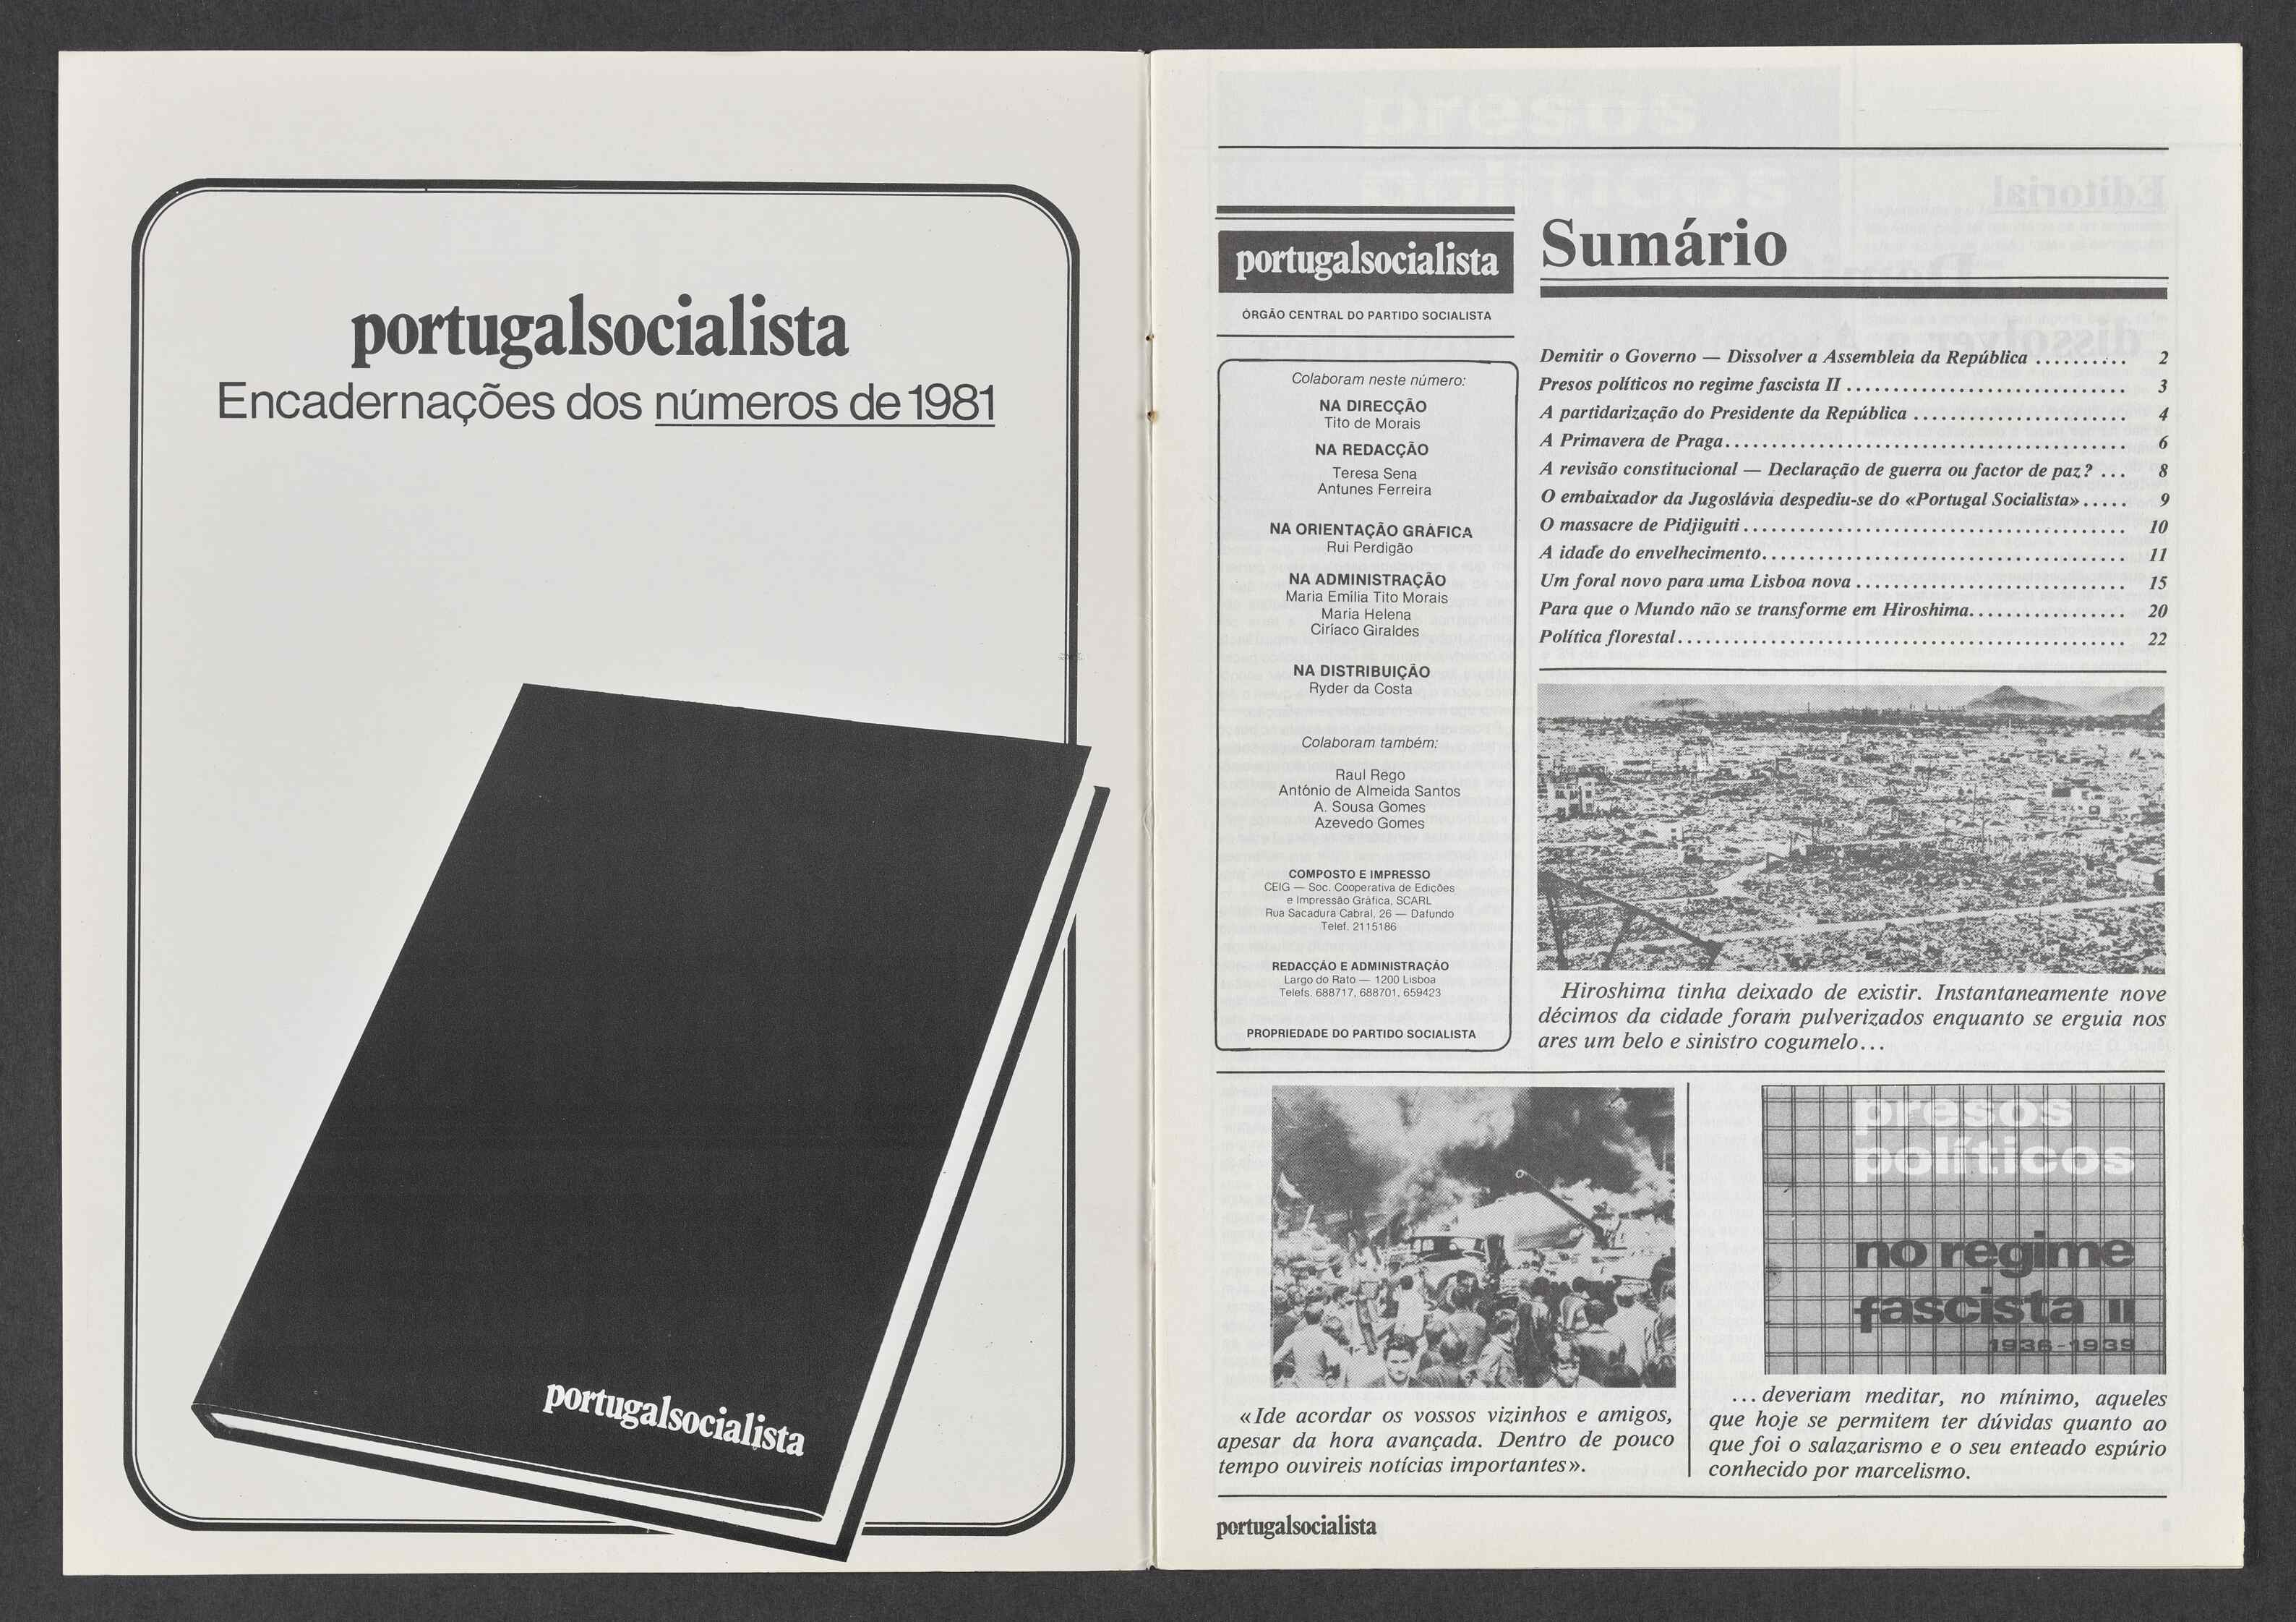 portugalsocialista
Encadernações dos números de 1981
portugalsocialista
portugalsocialista
ÓRGÃO CENTRAL DO PARTIDO SOCIALISTA
Colaboram neste número:
NA DIRECÇÃO
Tito de Morais
NA REDACÇÃO
Teresa Sena
Antunes Ferreira
NA ORIENTAÇÃO GRÁFICA
Rui Perdigão
NA ADMINISTRAÇÃO
Maria Emília Tito Morais
Maria Helena
Ciríaco Giraldes
NA DISTRIBUIÇÃO
Ryder da Costa
Colaboram também:
Raul Rego
António de Almeida Santos
A. Sousa Gomes
Azevedo Gomes
COMPOSTO E IMPRESSO
CEIG — Soc. Cooperativa de Edições
e Impressão Gráfica, SCARL
Rua Sacadura Cabral, 26 — Dafundo
Telef. 2115186
REDACÇÃO E ADMINISTRAÇÃO
Largo do Rato — 1200 Lisboa
Telefs. 688717, 688701, 659423
PROPRIEDADE DO PARTIDO SOCIALISTA
Sumário
Demitir o Governo — Dissolver a Assembleia da República .......... 2
Presos políticos no regime fascista II .............................. 3
A partidarização do Presidente da República ....................... 4
A Primavera de Praga........................................... 6
A revisão constitucional — Declaração de guerra ou factor de paz? ... 8
O embaixador da Jugoslávia despediu-se do «Portugal Socialista»..... 9
O massacre de Pidjiguiti......................................... 10
A idade do envelhecimento....................................... 11
Um foral novo para uma Lisboa nova ............................. 15
Para que o Mundo não se transforme em Hiroshima................. 20
Política florestal................................................ 22
Hiroshima tinha deixado de existir. Instantaneamente nove
décimos da cidade foram pulverizados enquanto se erguia nos
ares um belo e sinistro cogumelo...
«Ide acordar os vossos vizinhos e amigos,
apesar da hora avançada. Dentro de pouco
tempo ouvireis notícias importantes».
presos
políticos
no regime
fascista II
1936-1939
...deveriam meditar, no mínimo, aqueles
que hoje se permitem ter dúvidas quanto ao
que foi o salazarismo e o seu enteado espúrio
conhecido por marcelismo.
portugalsocialista